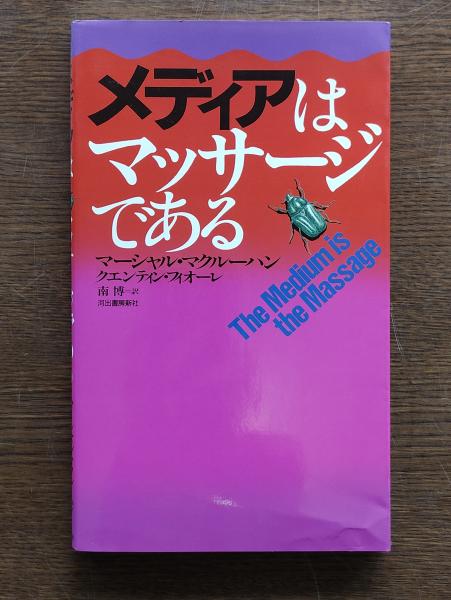 メディアは
マッサージ
である
マーシャル・マクルーハン
クエンティン・フィオーレ
南 博—訳
河出書房新社
The Medium is
the Massage